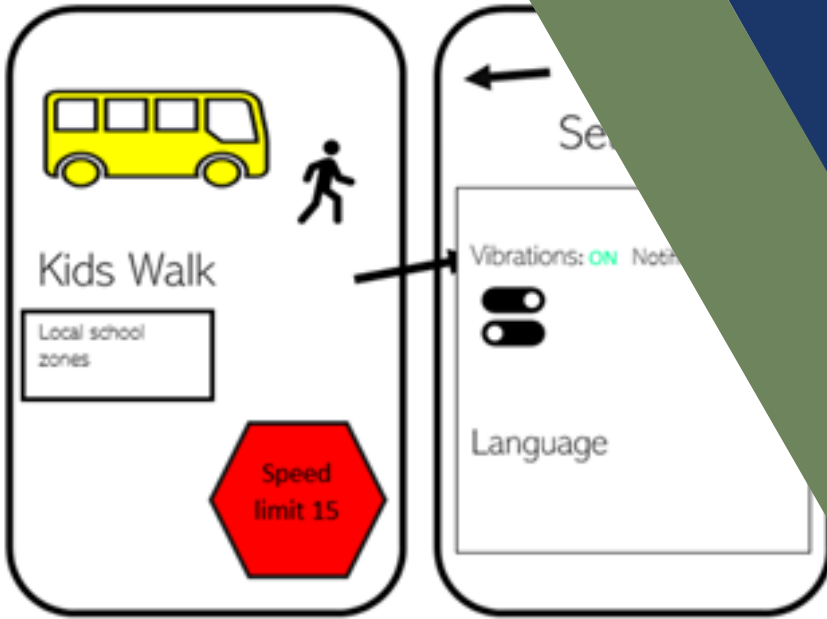 Kids Walk
Local school
zones
Speed
limit 15
Vibrations: ON
Language